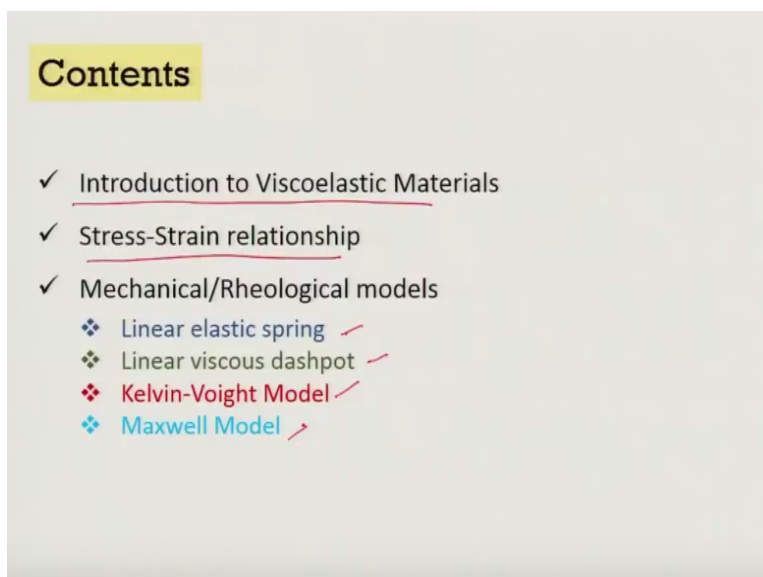 Contents
✓ Introduction to Viscoelastic Materials
✓ Stress-Strain relationship
✓ Mechanical/Rheological models
❖ Linear elastic spring
❖ Linear viscous dashpot
❖ Kelvin-Voight Model
❖ Maxwell Model